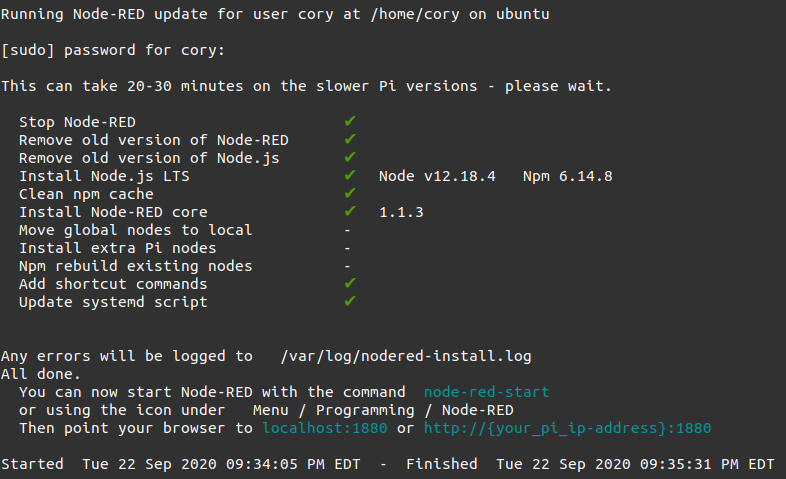 Running Node-RED update for user cory at /home/cory on ubuntu
[sudo] password for cory:
This can take 20-30 minutes on the slower Pi versions - please wait.
Stop Node-RED ✔
Remove old version of Node-RED ✔
Remove old version of Node.js ✔
Install Node.js LTS ✔ Node v12.18.4 Npm 6.14.8
Clean npm cache ✔
Install Node-RED core ✔ 1.1.3
Move global nodes to local -
Install extra Pi nodes -
Npm rebuild existing nodes -
Add shortcut commands ✔
Update systemd script ✔
Any errors will be logged to /var/log/nodered-install.log
All done.
You can now start Node-RED with the command node-red-start
or using the icon under Menu / Programming / Node-RED
Then point your browser to localhost:1880 or http://{your_pi_ip-address}:1880
Started Tue 22 Sep 2020 09:34:05 PM EDT - Finished Tue 22 Sep 2020 09:35:31 PM EDT